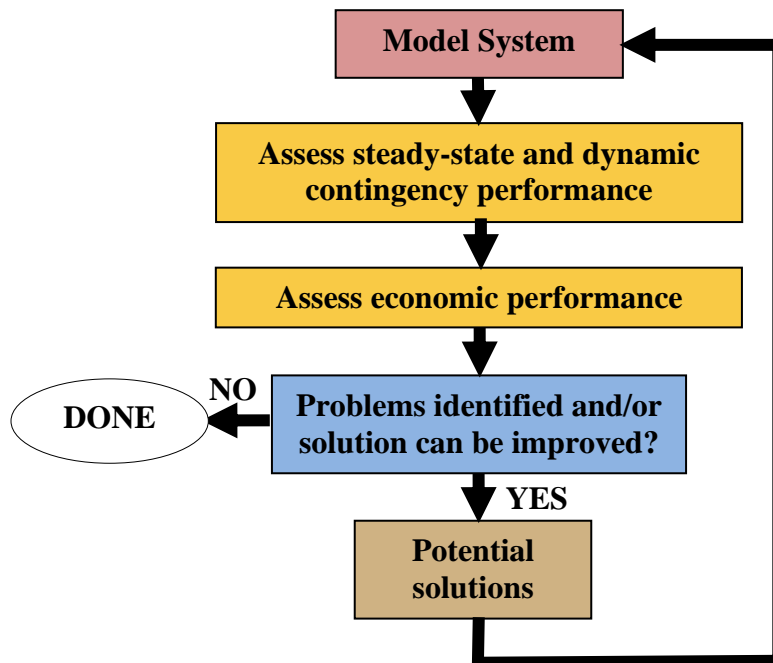 Model System
Assess steady-state and dynamic
contingency performance
Assess economic performance
Problems identified and/or
solution can be improved?
NO
DONE
YES
Potential
solutions